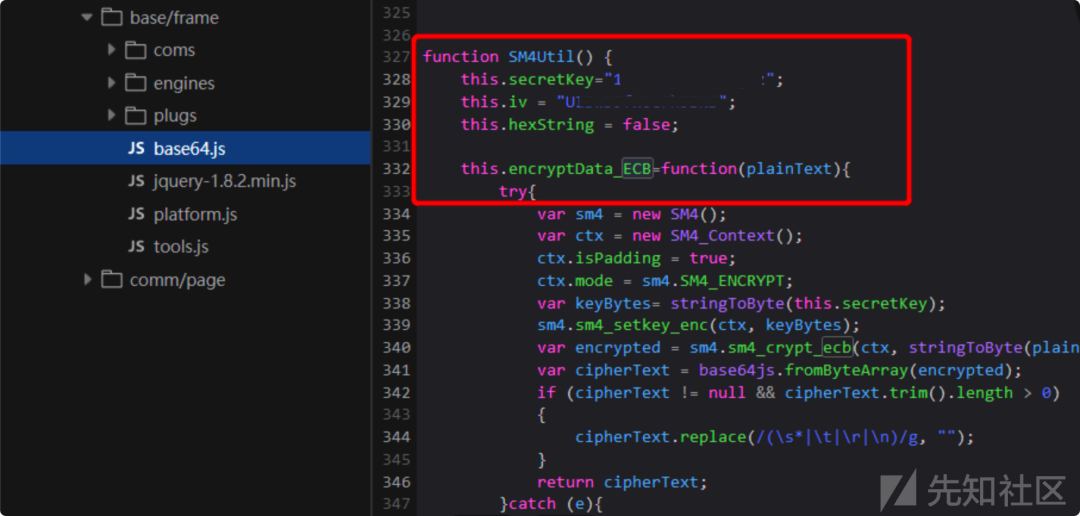 base/frame
coms
engines
plugs
JS base64.js
JS jquery-1.8.2.min.js
JS platform.js
JS tools.js
comm/page
325
326
327 function SM4Util() {
328 this.secretKey="1 ";
329 this.iv = " ";
330 this.hexString = false;
331
332 this.encryptData_ECB=function(plainText){
333 try{
334 var sm4 = new SM4();
335 var ctx = new SM4_Context();
336 ctx.isPadding = true;
337 ctx.mode = sm4.SM4_ENCRYPT;
338 var keyBytes= stringToByte(this.secretKey);
339 sm4.sm4_setkey_enc(ctx, keyBytes);
340 var encrypted = sm4.sm4_crypt_ecb(ctx, stringToByte(plain
341 var cipherText = base64js.fromByteArray(encrypted);
342 if (cipherText != null && cipherText.trim().length > 0)
343 {
344 cipherText.replace(/(\s*|\t|\r|\n)/g, "");
345 }
346 return cipherText;
347 }catch (e){
先知社区